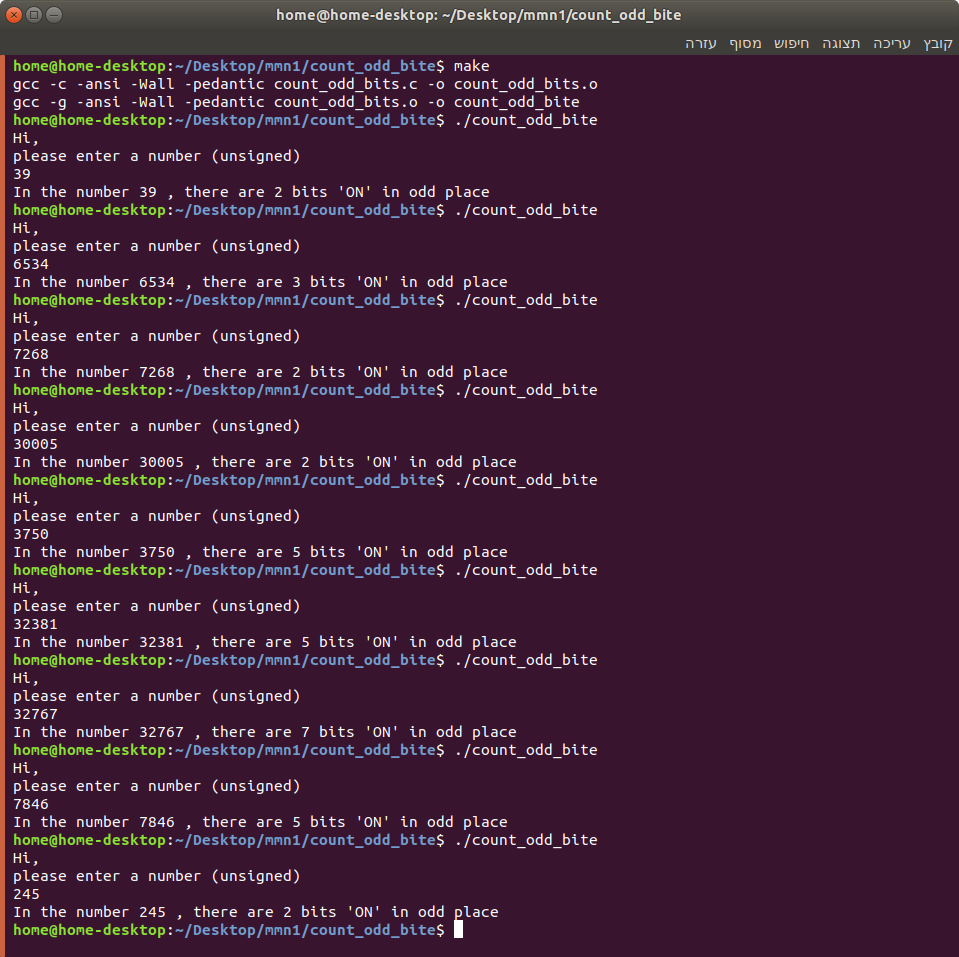 home@home-desktop: ~/Desktop/mmn1/count_odd_bite
קובץ עריכה תצוגה חיפוש מסוף עזרה
home@home-desktop:~/Desktop/mmn1/count_odd_bite$ make
gcc -c -ansi -Wall -pedantic count_odd_bits.c -o count_odd_bits.o
gcc -g -ansi -Wall -pedantic count_odd_bits.o -o count_odd_bite
home@home-desktop:~/Desktop/mmn1/count_odd_bite$ ./count_odd_bite
Hi,
please enter a number (unsigned)
39
In the number 39 , there are 2 bits 'ON' in odd place
home@home-desktop:~/Desktop/mmn1/count_odd_bite$ ./count_odd_bite
Hi,
please enter a number (unsigned)
6534
In the number 6534 , there are 3 bits 'ON' in odd place
home@home-desktop:~/Desktop/mmn1/count_odd_bite$ ./count_odd_bite
Hi,
please enter a number (unsigned)
7268
In the number 7268 , there are 2 bits 'ON' in odd place
home@home-desktop:~/Desktop/mmn1/count_odd_bite$ ./count_odd_bite
Hi,
please enter a number (unsigned)
30005
In the number 30005 , there are 2 bits 'ON' in odd place
home@home-desktop:~/Desktop/mmn1/count_odd_bite$ ./count_odd_bite
Hi,
please enter a number (unsigned)
3750
In the number 3750 , there are 5 bits 'ON' in odd place
home@home-desktop:~/Desktop/mmn1/count_odd_bite$ ./count_odd_bite
Hi,
please enter a number (unsigned)
32381
In the number 32381 , there are 5 bits 'ON' in odd place
home@home-desktop:~/Desktop/mmn1/count_odd_bite$ ./count_odd_bite
Hi,
please enter a number (unsigned)
32767
In the number 32767 , there are 7 bits 'ON' in odd place
home@home-desktop:~/Desktop/mmn1/count_odd_bite$ ./count_odd_bite
Hi,
please enter a number (unsigned)
7846
In the number 7846 , there are 5 bits 'ON' in odd place
home@home-desktop:~/Desktop/mmn1/count_odd_bite$ ./count_odd_bite
Hi,
please enter a number (unsigned)
245
In the number 245 , there are 2 bits 'ON' in odd place
home@home-desktop:~/Desktop/mmn1/count_odd_bite$